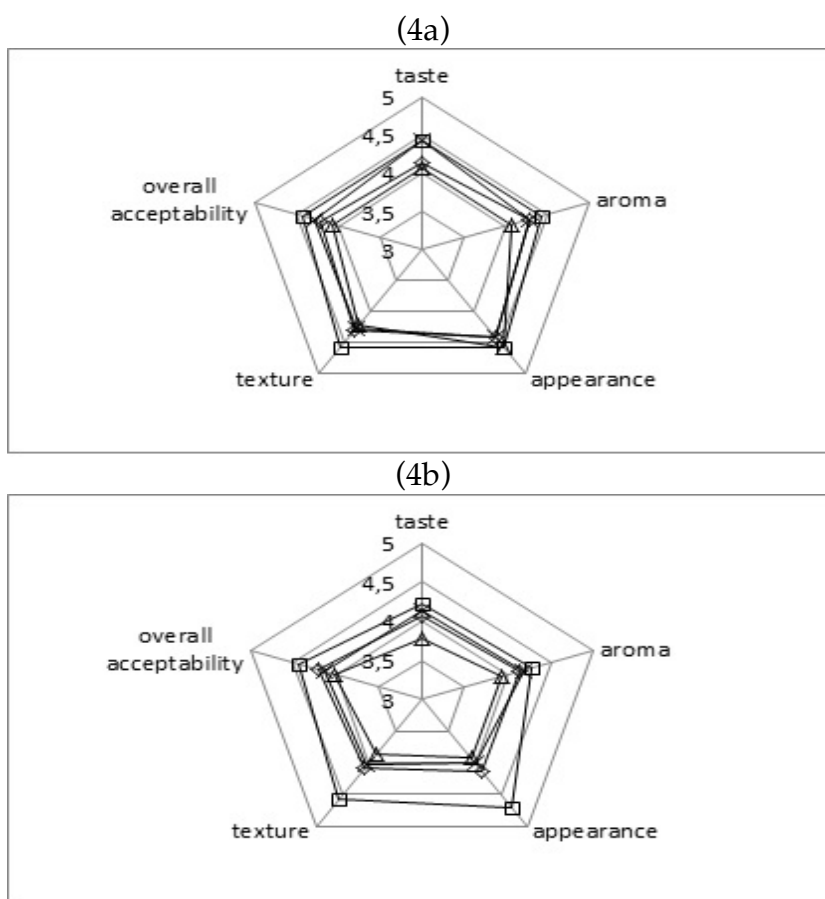 (4a)
taste
5
4,5
4
3,5
3
overall
acceptability
aroma
texture
appearance
(4b)
taste
5
4,5
4
3,5
3
overall
acceptability
aroma
texture
appearance